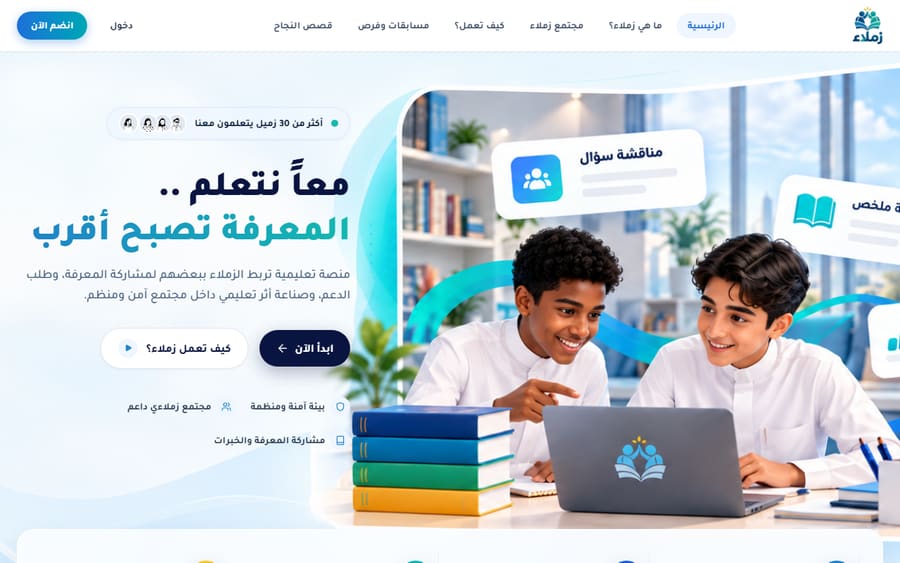 زملاء
الرئيسية
ما هي زملاء؟
مجتمع زملاء
كيف تعمل؟
مسابقات وفرص
قصص النجاح
دخول
انضم الآن
أكثر من 30 زميل يتعلمون معنا
معاً نتعلم ..
المعرفة تصبح أقرب
منصة تعليمية تربط الزملاء ببعضهم لمشاركة المعرفة، وطلب
الدعم، وصناعة أثر تعليمي داخل مجتمع آمن ومنظم.
ابدأ الآن
كيف تعمل زملاء؟
بيئة آمنة ومنظمة
مجتمع زملاءي داعم
مشاركة المعرفة والخبرات
مناقشة سؤال
ملخص